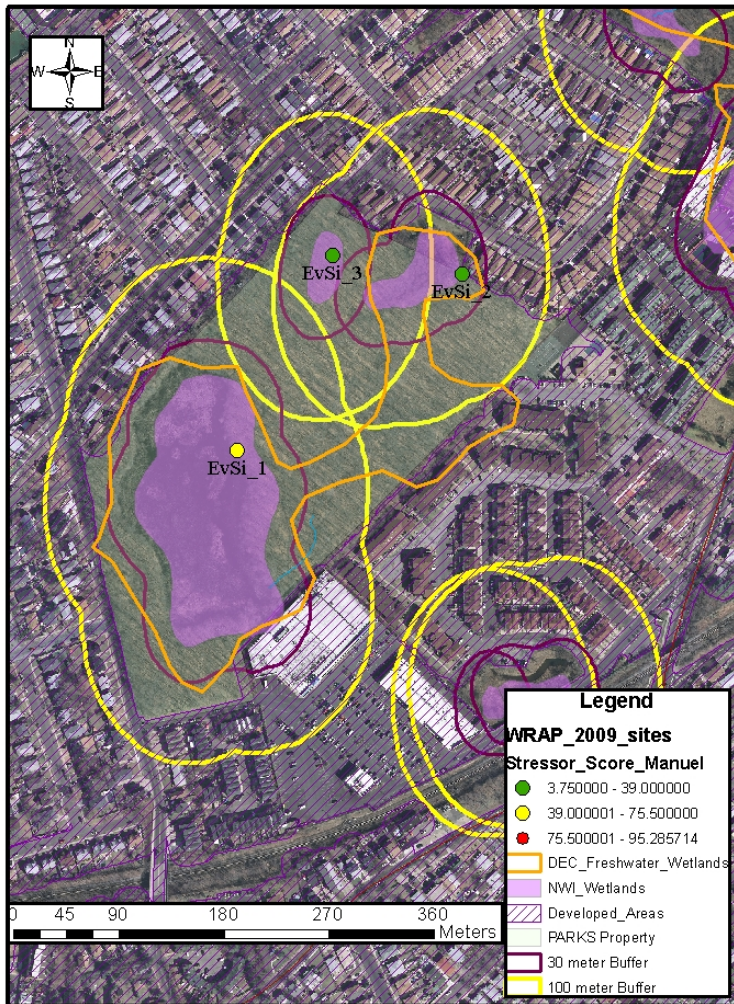 N
W E
S
EvSi_3
EvSi_2
EvSi_1
Legend
WRAP_2009_sites
Stressor_Score_Manuel
3.750000 - 39.000000
39.000001 - 75.500000
75.500001 - 95.285714
DEC_Freshwater_Wetlands
NWI_Wetlands
Developed_Areas
PARKS Property
30 meter Buffer
100 meter Buffer
0 45 90 180 270 360
Meters